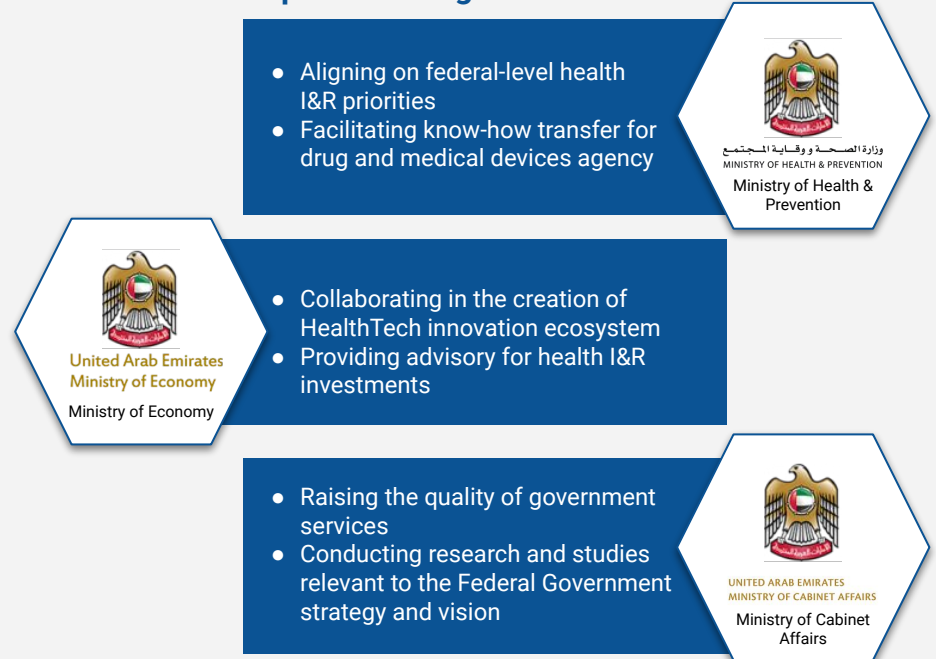 ● Aligning on federal-level health
I&R priorities
● Facilitating know-how transfer for
drug and medical devices agency
وزارة الصحة و وقاية المجتمع
MINISTRY OF HEALTH & PREVENTION
Ministry of Health &
Prevention
United Arab Emirates
Ministry of Economy
Ministry of Economy
● Collaborating in the creation of
HealthTech innovation ecosystem
● Providing advisory for health I&R
investments
● Raising the quality of government
services
● Conducting research and studies
relevant to the Federal Government
strategy and vision
UNITED ARAB EMIRATES
MINISTRY OF CABINET AFFAIRS
Ministry of Cabinet
Affairs